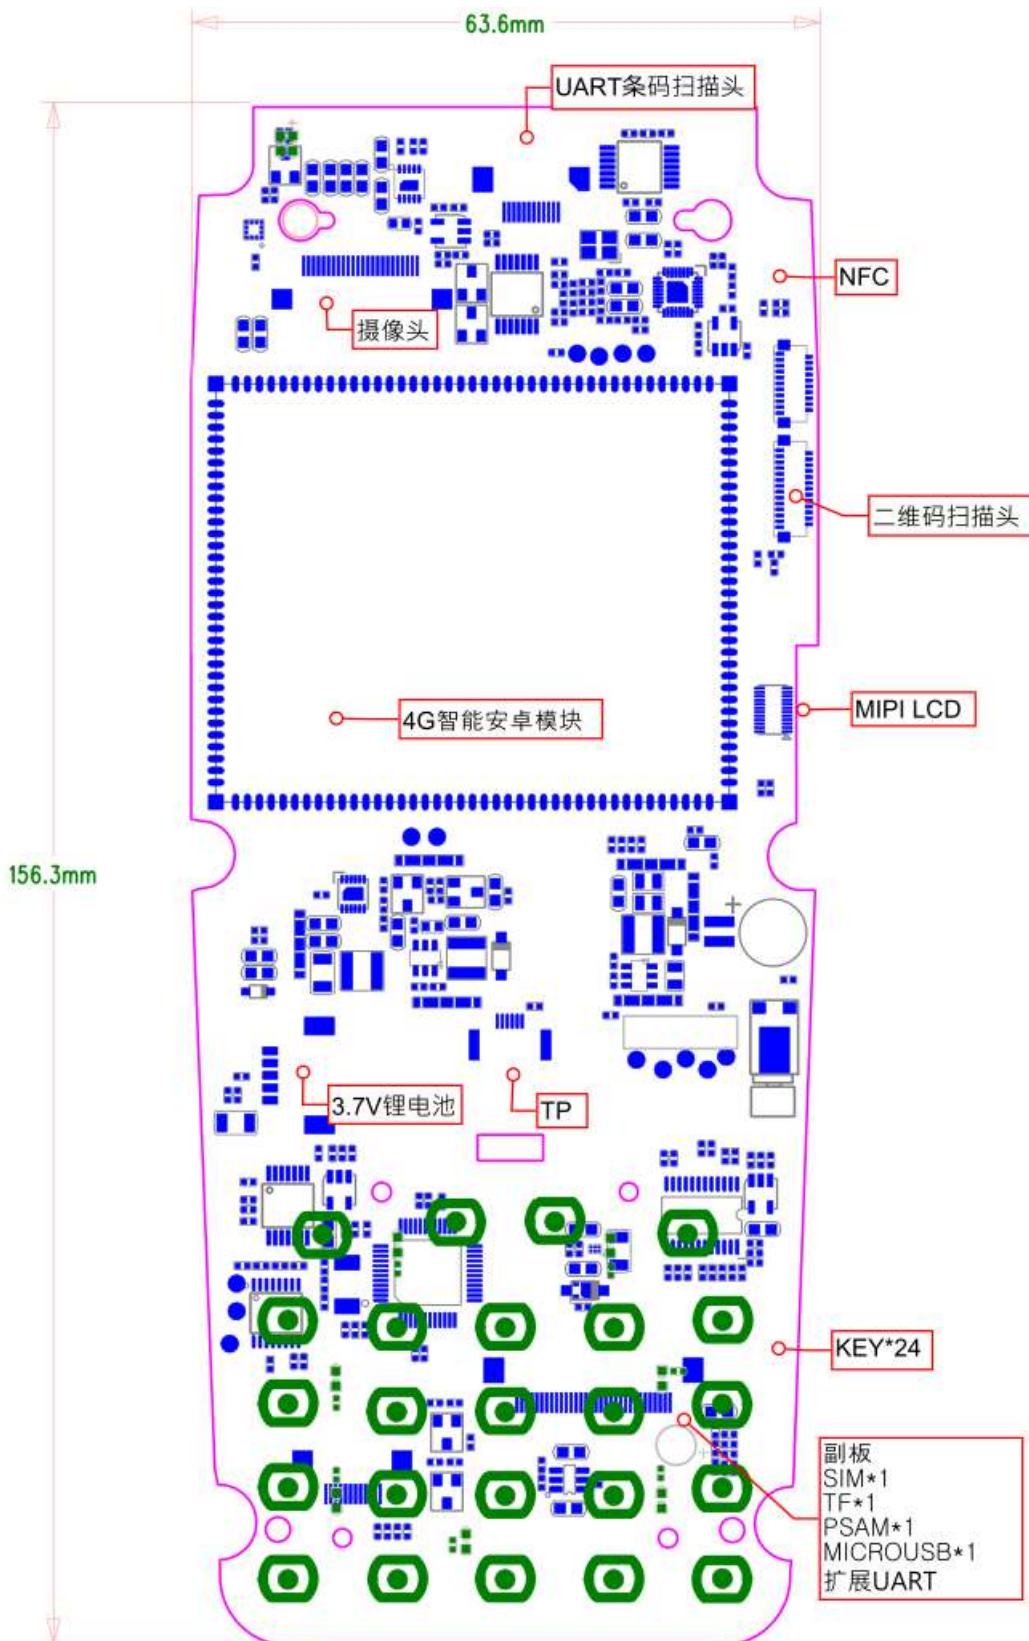 63.6mm
UART条码扫描头
NFC
摄像头
二维码扫描头
4G智能安卓模块
MIPI LCD
156.3mm
3.7V锂电池
TP
KEY*24
副板
SIM*1
TF*1
PSAM*1
MICROUSB*1
扩展UART